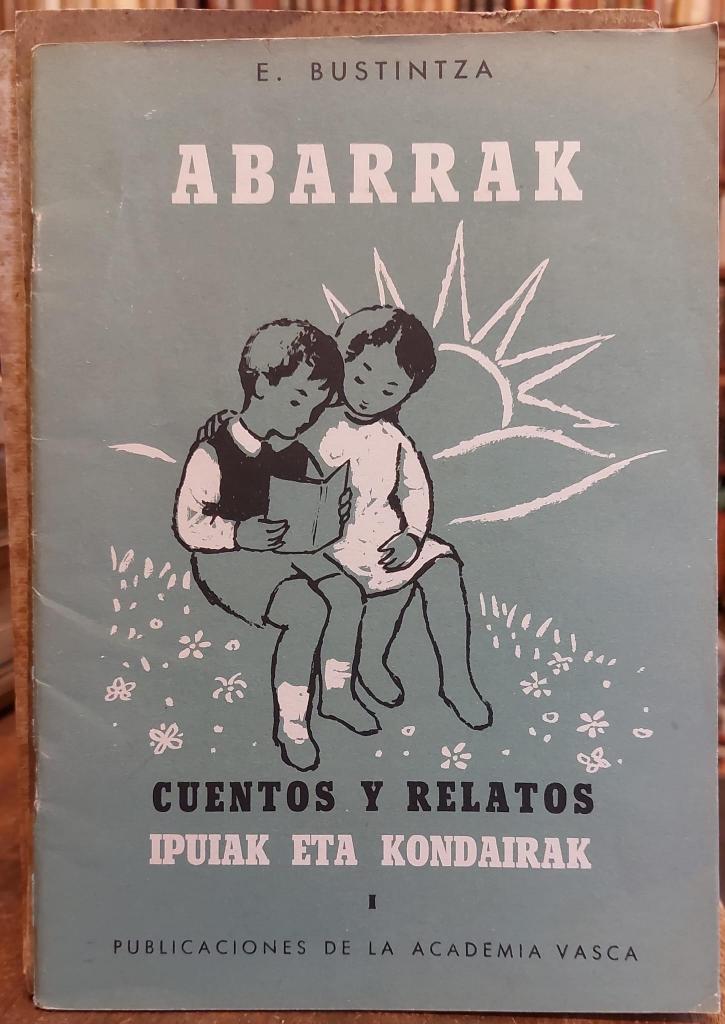 E. BUSTINTZA
ABARRAK
CUENTOS Y RELATOS
IPUIAK ETA KONDAIRAK
I
PUBLICACIONES DE LA ACADEMIA VASCA